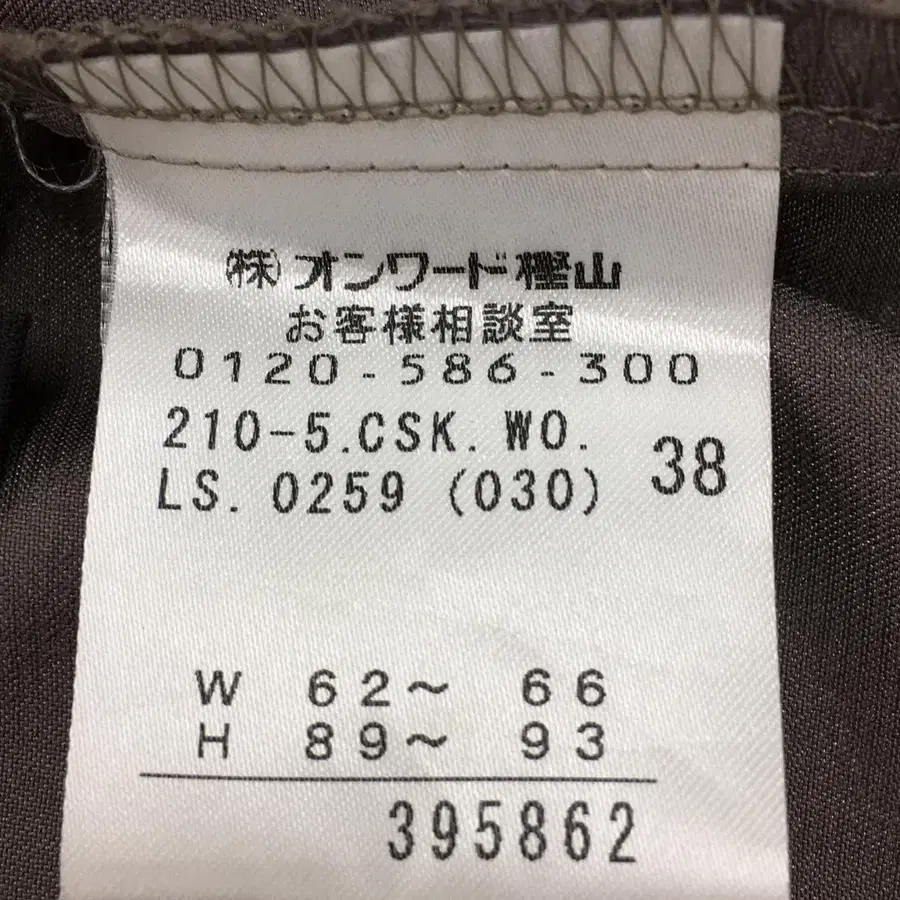 ㈱オンワード樫山
お客様相談室
0120-586-300
210-5.CSK.WO.
LS.0259 (030) 38
W 62~ 66
H 89~ 93
395862